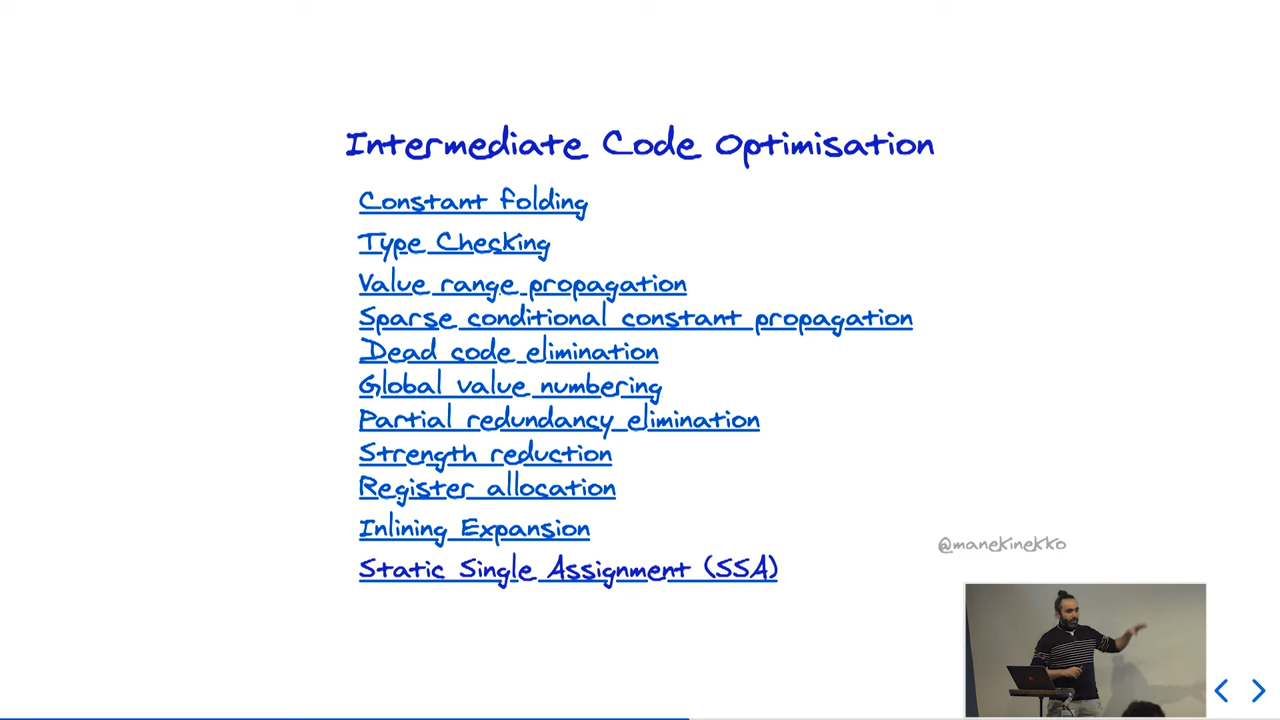 Intermediate Code Optimisation
Constant folding
Type Checking
Value range propagation
Sparse conditional constant propagation
Dead code elimination
Global value numbering
Partial redundancy elimination
Strength reduction
Register allocation
Inlining Expansion
Static Single Assignment (SSA)
@manekinekko